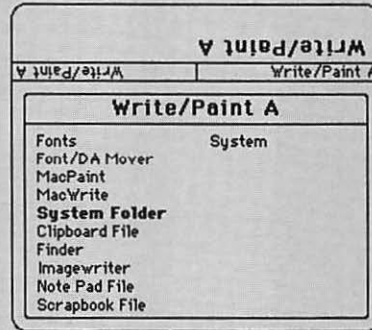 Write/Paint A
Write/Paint A Write/Paint A
Write/Paint A
Fonts System
Font/DA Mover
MacPaint
MacWrite
System Folder
Clipboard File
Finder
Imagewriter
Note Pad File
Scrapbook File